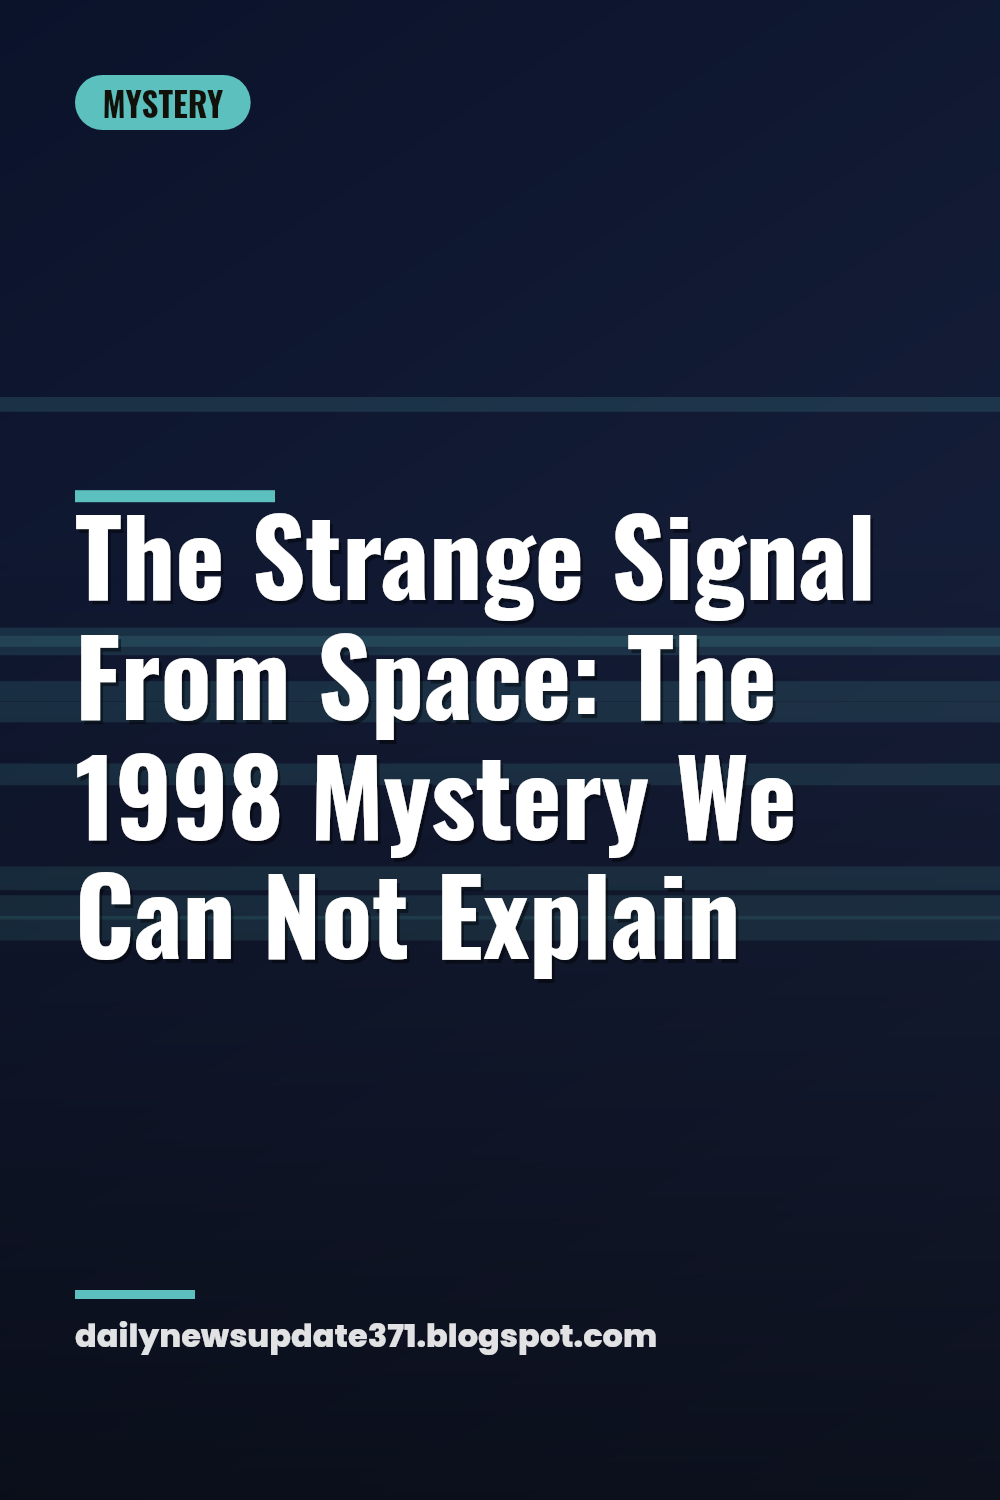 MYSTERY
The Strange Signal
From Space: The
1998 Mystery We
Can Not Explain
dailynewsupdate371.blogspot.com